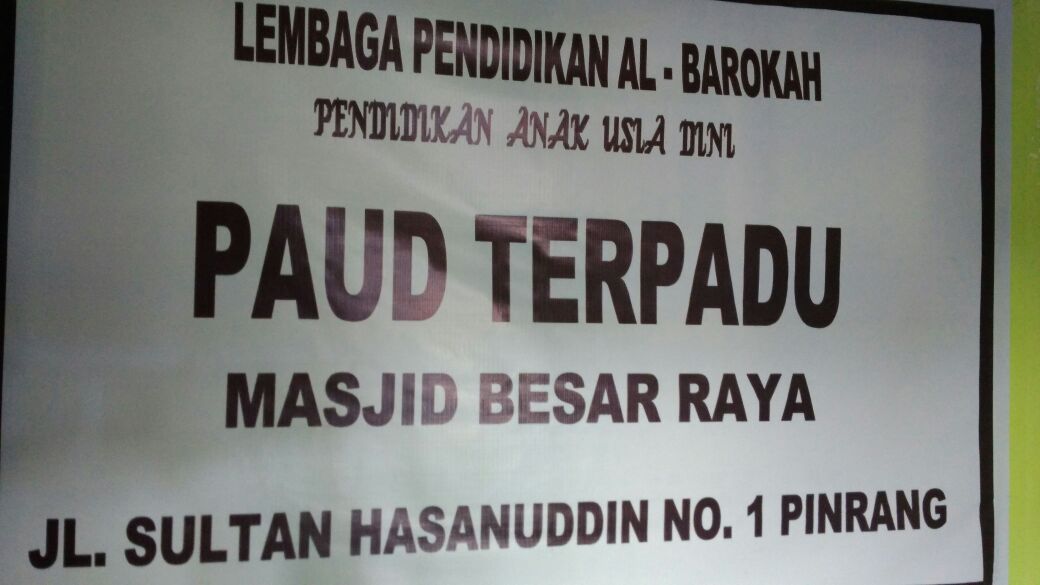 LEMBAGA PENDIDIKAN AL - BAROKAH
PENDIDIKAN ANAK USIA DINI
PAUD TERPADU
MASJID BESAR RAYA
JL. SULTAN HASANUDDIN NO. 1 PINRANG